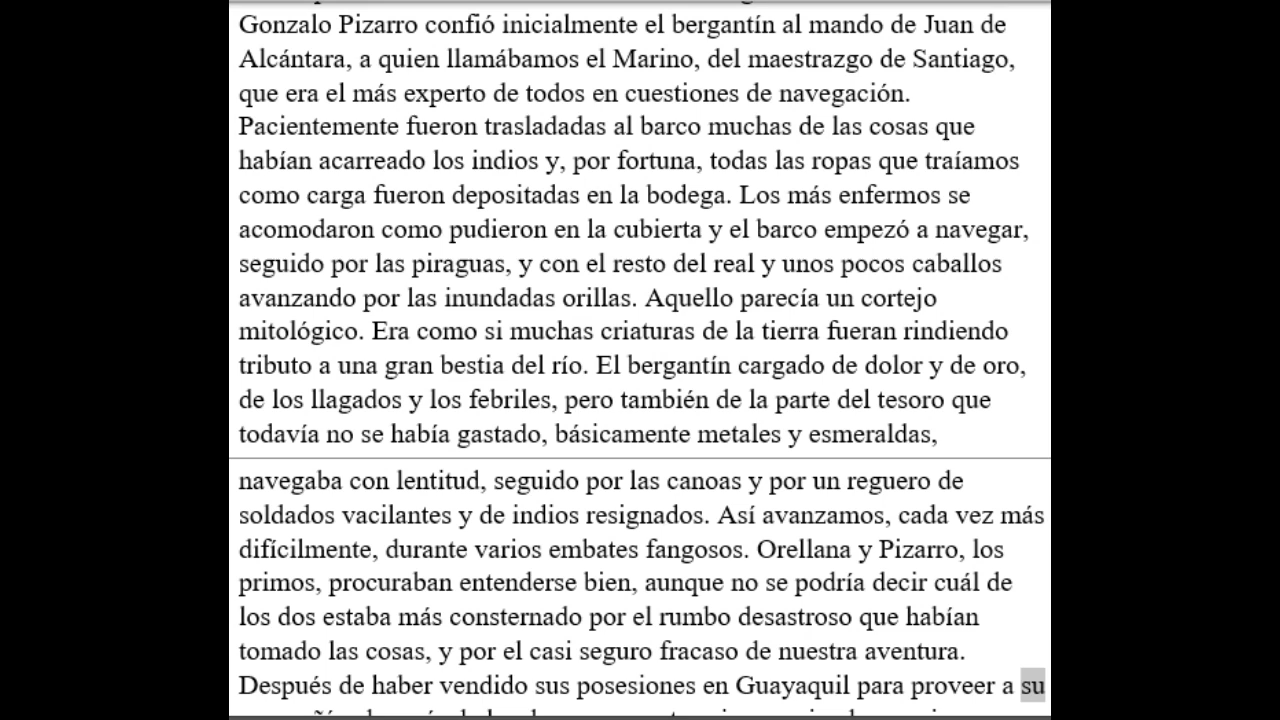 Gonzalo Pizarro confió inicialmente el bergantín al mando de Juan de
Alcántara, a quien llamábamos el Marino, del maestrazgo de Santiago,
que era el más experto de todos en cuestiones de navegación.
Pacientemente fueron trasladadas al barco muchas de las cosas que
habían acarreado los indios y, por fortuna, todas las ropas que traíamos
como carga fueron depositadas en la bodega. Los más enfermos se
acomodaron como pudieron en la cubierta y el barco empezó a navegar,
seguido por las piraguas, y con el resto del real y unos pocos caballos
avanzando por las inundadas orillas. Aquello parecía un cortejo
mitológico. Era como si muchas criaturas de la tierra fueran rindiendo
tributo a una gran bestia del río. El bergantín cargado de dolor y de oro,
de los llagados y los febriles, pero también de la parte del tesoro que
todavía no se había gastado, básicamente metales y esmeraldas,
navegaba con lentitud, seguido por las canoas y por un reguero de
soldados vacilantes y de indios resignados. Así avanzamos, cada vez más
difícilmente, durante varios embates fangosos. Orellana y Pizarro, los
primos, procuraban entenderse bien, aunque no se podría decir cuál de
los dos estaba más consternado por el rumbo desastroso que habían
tomado las cosas, y por el casi seguro fracaso de nuestra aventura.
Después de haber vendido sus posesiones en Guayaquil para proveer a su